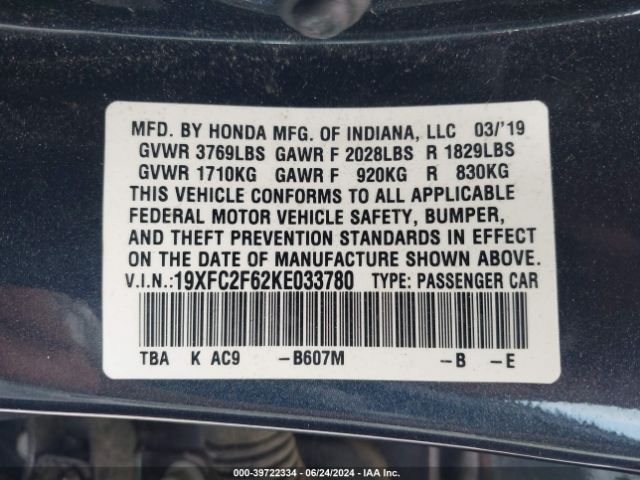 MFD. BY HONDA MFG. OF INDIANA, LLC 03/'19
GVWR 3769LBS GAWR F 2028LBS R 1829LBS
GVWR 1710KG GAWR F 920KG R 830KG
THIS VEHICLE CONFORMS TO ALL APPLICABLE
FEDERAL MOTOR VEHICLE SAFETY, BUMPER,
AND THEFT PREVENTION STANDARDS IN EFFECT
ON THE DATE OF MANUFACTURE SHOWN ABOVE.
V.I.N.:19XFC2F62KE033780 TYPE: PASSENGER CAR
TBA K AC9 –B607M –B –E
000-39722334 - 06/24/2024 - IAA Inc.